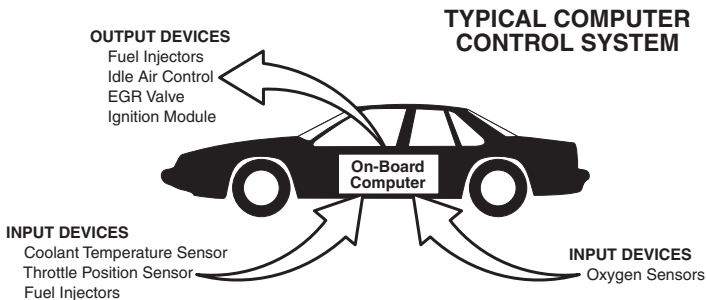 TYPICAL COMPUTER
CONTROL SYSTEM
OUTPUT DEVICES
Fuel Injectors
Idle Air Control
EGR Valve
Ignition Module
On-Board
Computer
INPUT DEVICES
Coolant Temperature Sensor
Throttle Position Sensor
Fuel Injectors
INPUT DEVICES
Oxygen Sensors